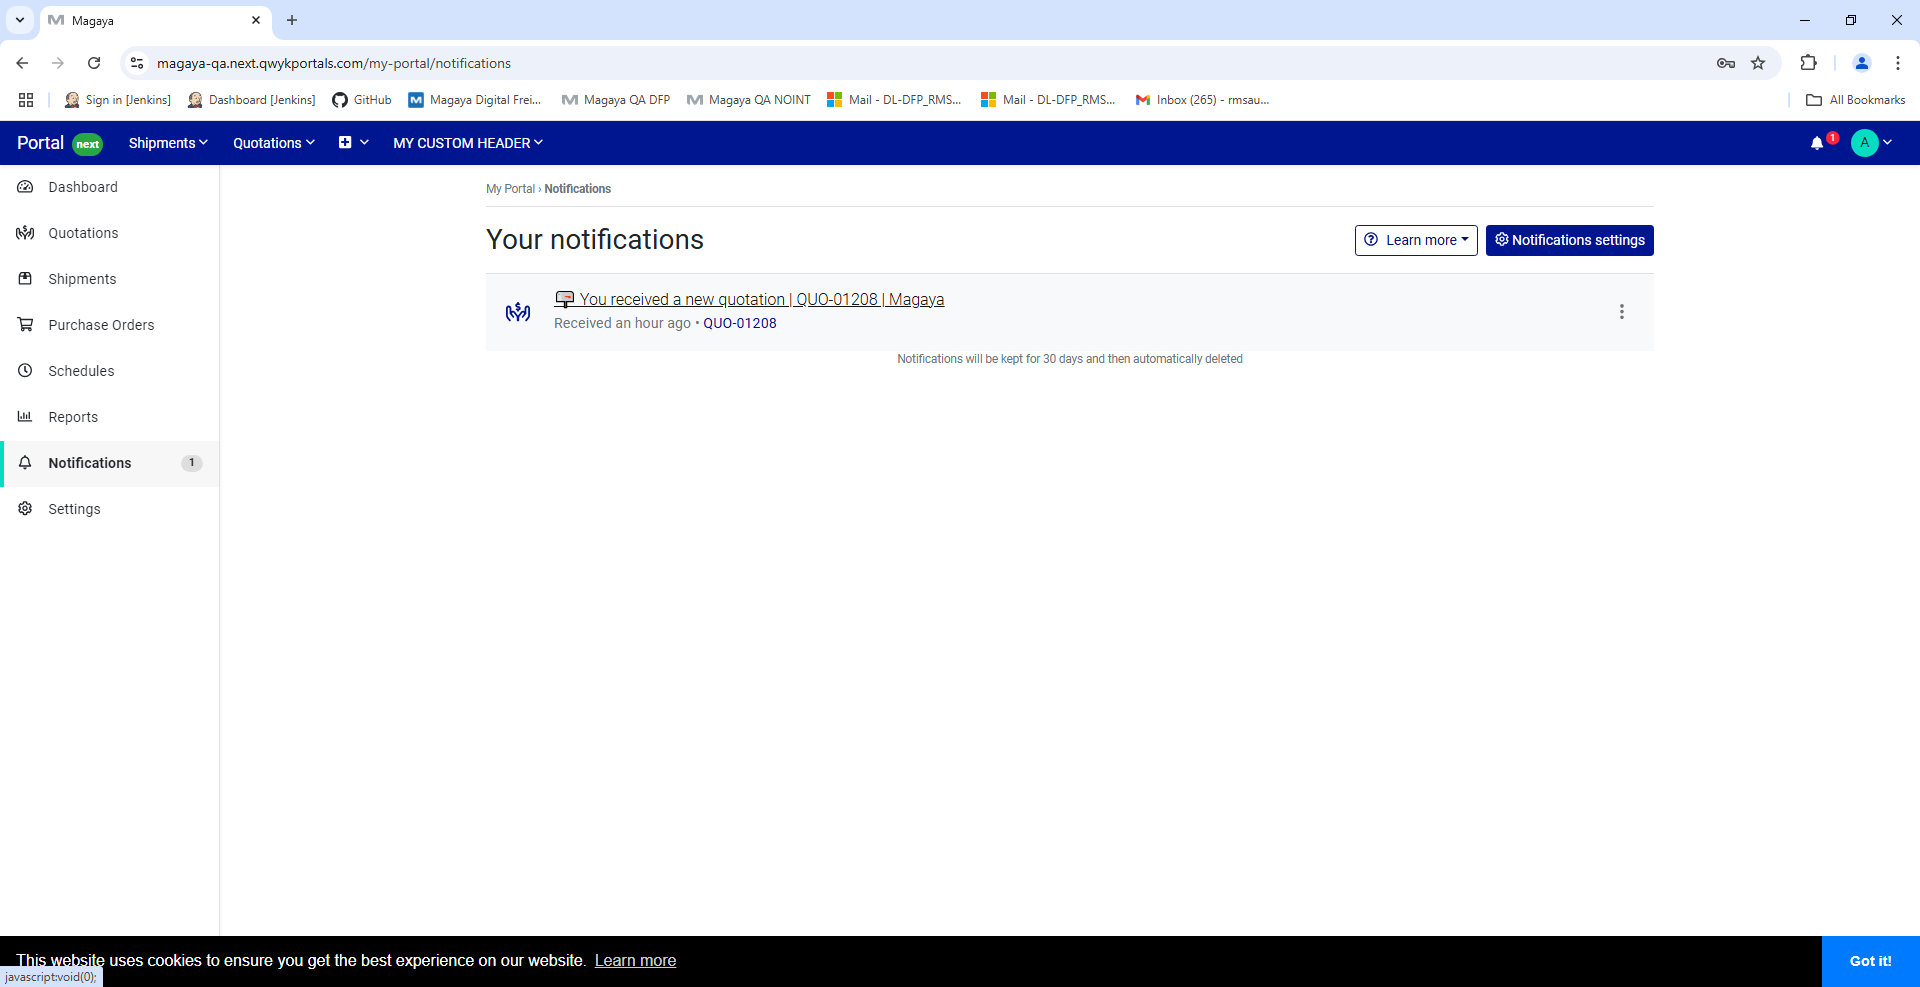 Magaya
magaya-qa.next.qwykportals.com/my-portal/notifications
Sign in [Jenkins] Dashboard [Jenkins] GitHub Magaya Digital Frei... Magaya QA DFP Magaya QA NOINT Mail - DL-DFP_RMS... Mail - DL-DFP_RMS... Inbox (265) - rmsau... All Bookmarks
Portal next Shipments Quotations MY CUSTOM HEADER 1 A
Dashboard
Quotations
Shipments
Purchase Orders
Schedules
Reports
Notifications 1
Settings
My Portal › Notifications
Your notifications
Learn more Notifications settings
You received a new quotation | QUO-01208 | Magaya
Received an hour ago • QUO-01208
Notifications will be kept for 30 days and then automatically deleted
This website uses cookies to ensure you get the best experience on our website. Learn more Got it!
javascript:void(0);